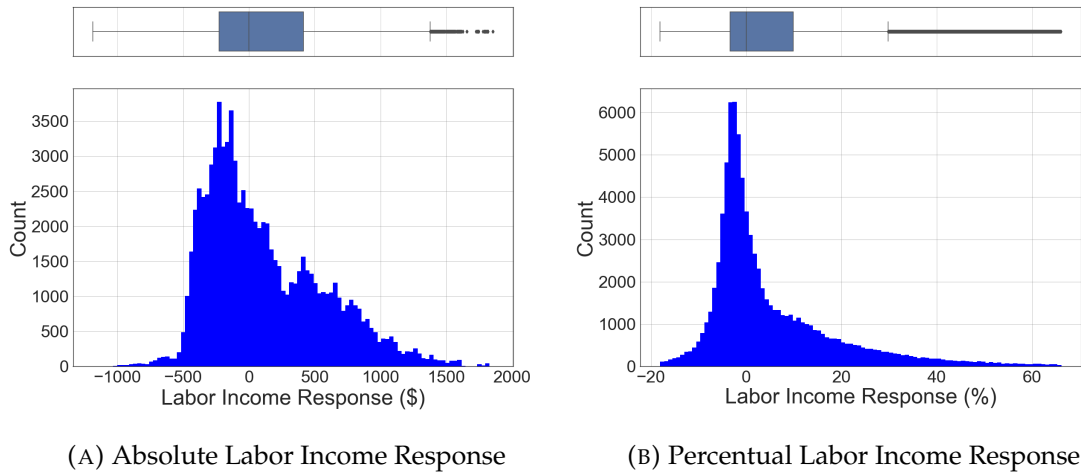 3500
3000
2500
2000
1500
1000
500
0
Count
−1000 −500 0 500 1000 1500 2000
Labor Income Response ($)
(A) Absolute Labor Income Response
6000
5000
4000
3000
2000
1000
0
Count
−20 0 20 40 60
Labor Income Response (%)
(B) Percentual Labor Income Response